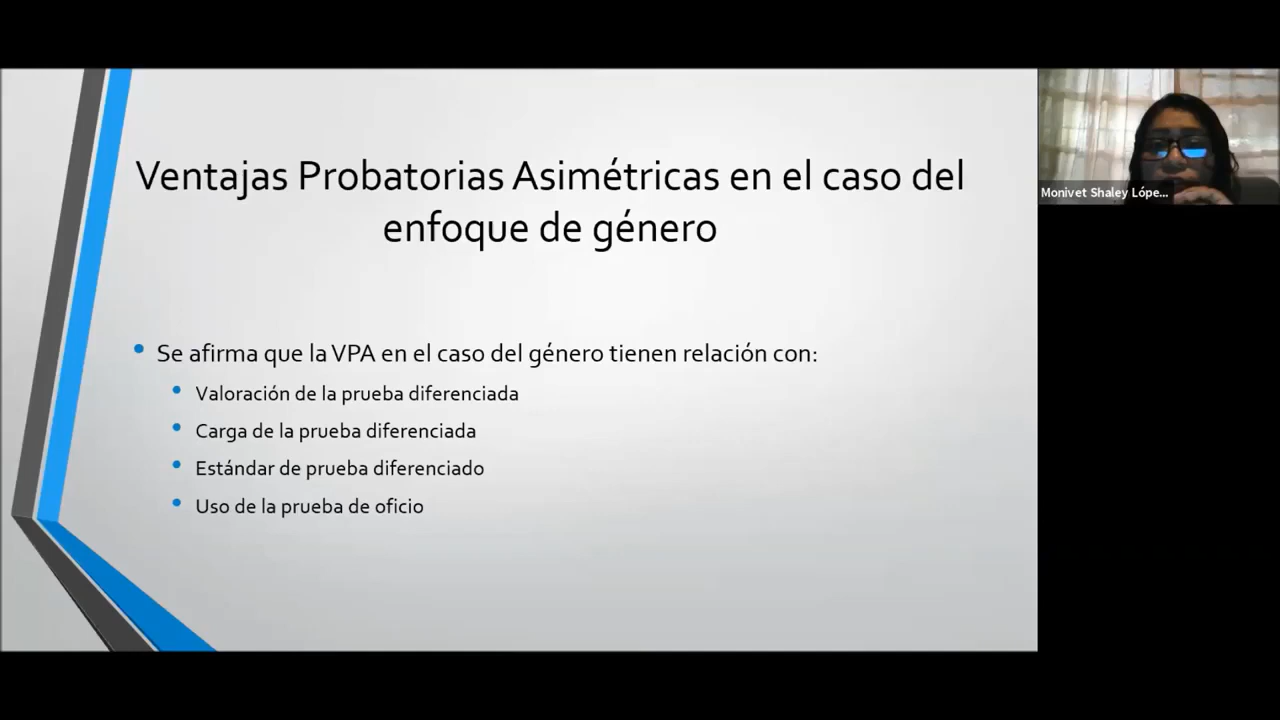 Ventajas Probatorias Asimétricas en el caso del
enfoque de género
Se afirma que la VPA en el caso del género tienen relación con:
Valoración de la prueba diferenciada
Carga de la prueba diferenciada
Estándar de prueba diferenciado
Uso de la prueba de oficio
Monivet Shaley Lópe...